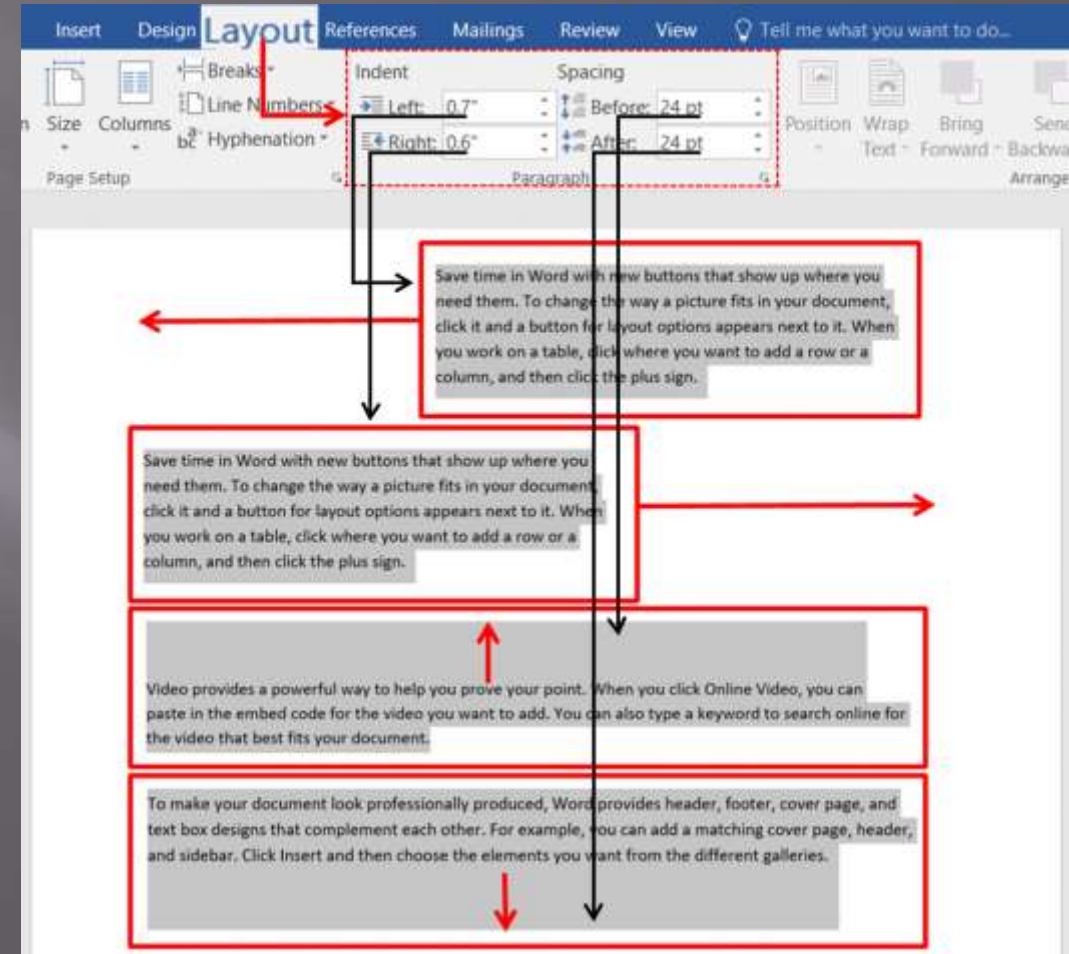 Insert Design Layout References Mailings Review View Tell me what you want to do...
Breaks Indent Spacing
Line Numbers Left: 0.7" Before: 24 pt
Size Columns Position Wrap Bring
Hyphenation Right: 0.6" After: 24 pt
Text Forward
Page Setup Paragraph
Save time in Word with new buttons that show up where you
need them. To change the way a picture fits in your document,
click it and a button for layout options appears next to it. When
you work on a table, click where you want to add a row or a
column, and then click the plus sign.
Save time in Word with new buttons that show up where you
need them. To change the way a picture fits in your document,
click it and a button for layout options appears next to it. When
you work on a table, click where you want to add a row or a
column, and then click the plus sign.
Video provides a powerful way to help you prove your point. When you click Online Video, you can
paste in the embed code for the video you want to add. You can also type a keyword to search online for
the video that best fits your document.
To make your document look professionally produced, Word provides header, footer, cover page, and
text box designs that complement each other. For example, you can add a matching cover page, header,
and sidebar. Click Insert and then choose the elements you want from the different galleries.